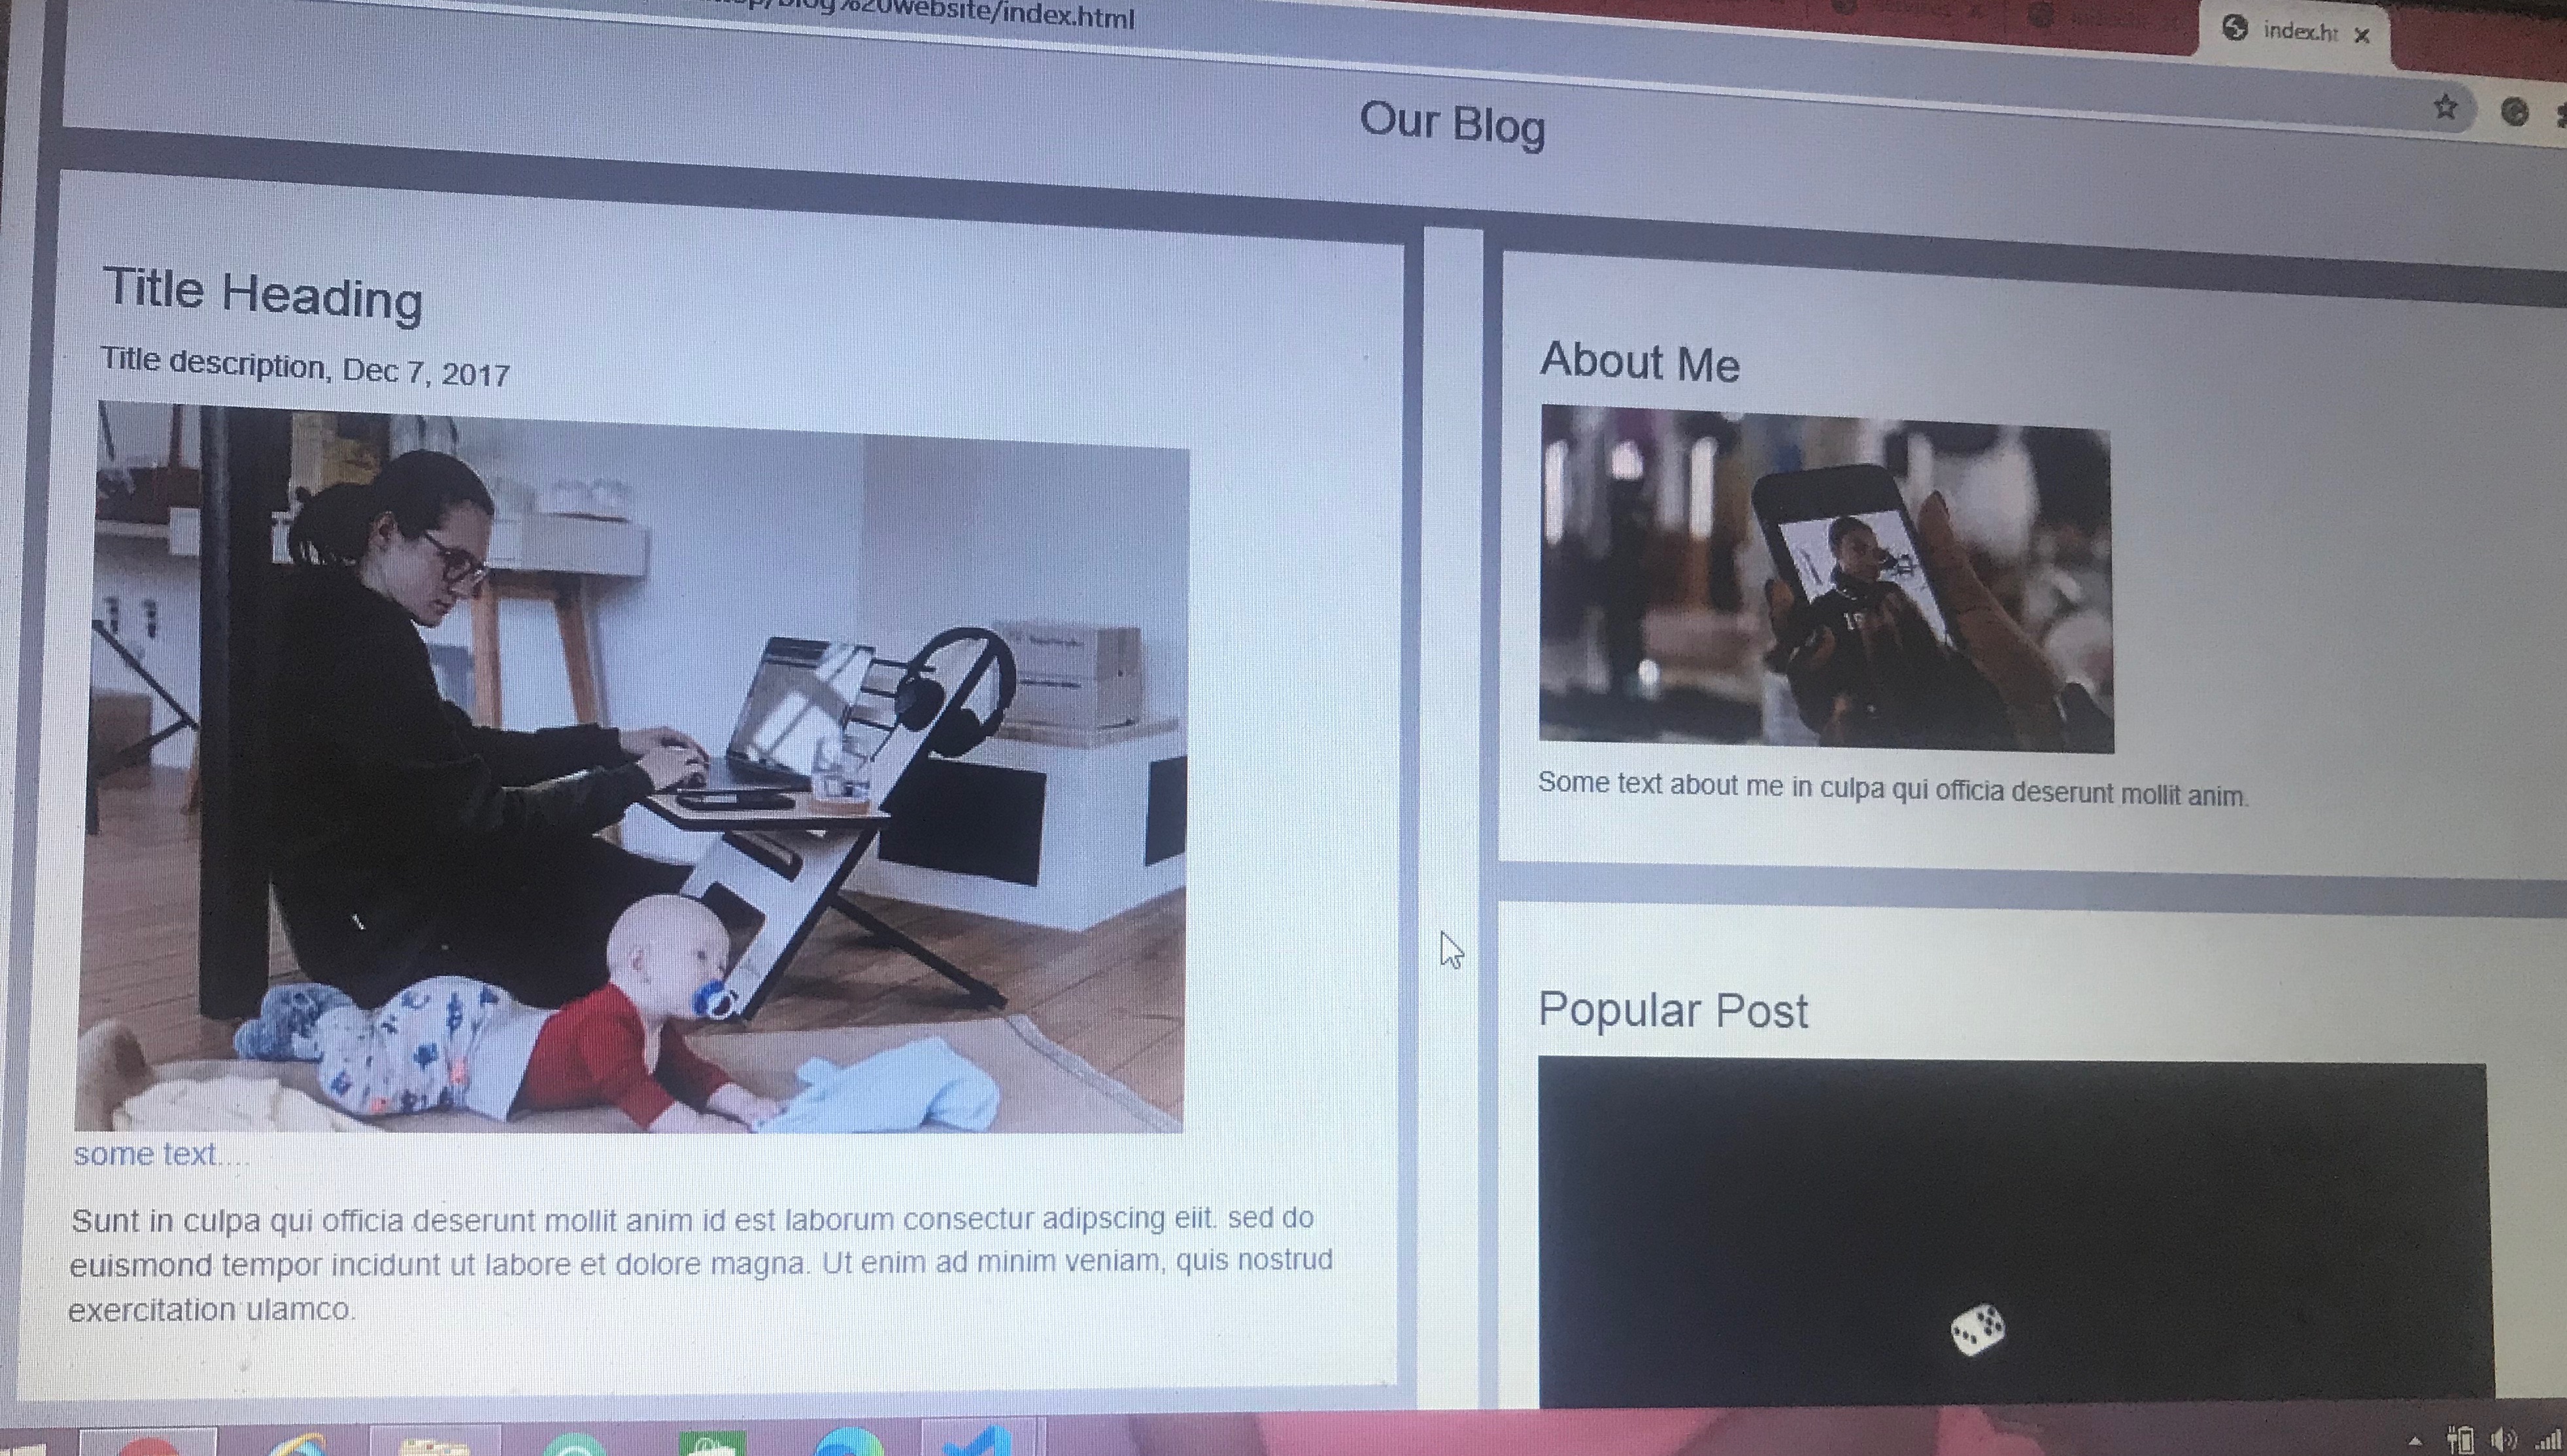 website/index.html
index.ht
Our Blog
Title Heading
Title description, Dec 7, 2017
some text....
Sunt in culpa qui officia deserunt mollit anim id est laborum consectur adipscing eiit. sed do
euismond tempor incidunt ut labore et dolore magna. Ut enim ad minim veniam, quis nostrud
exercitation ulamco.
About Me
Some text about me in culpa qui officia deserunt mollit anim.
Popular Post